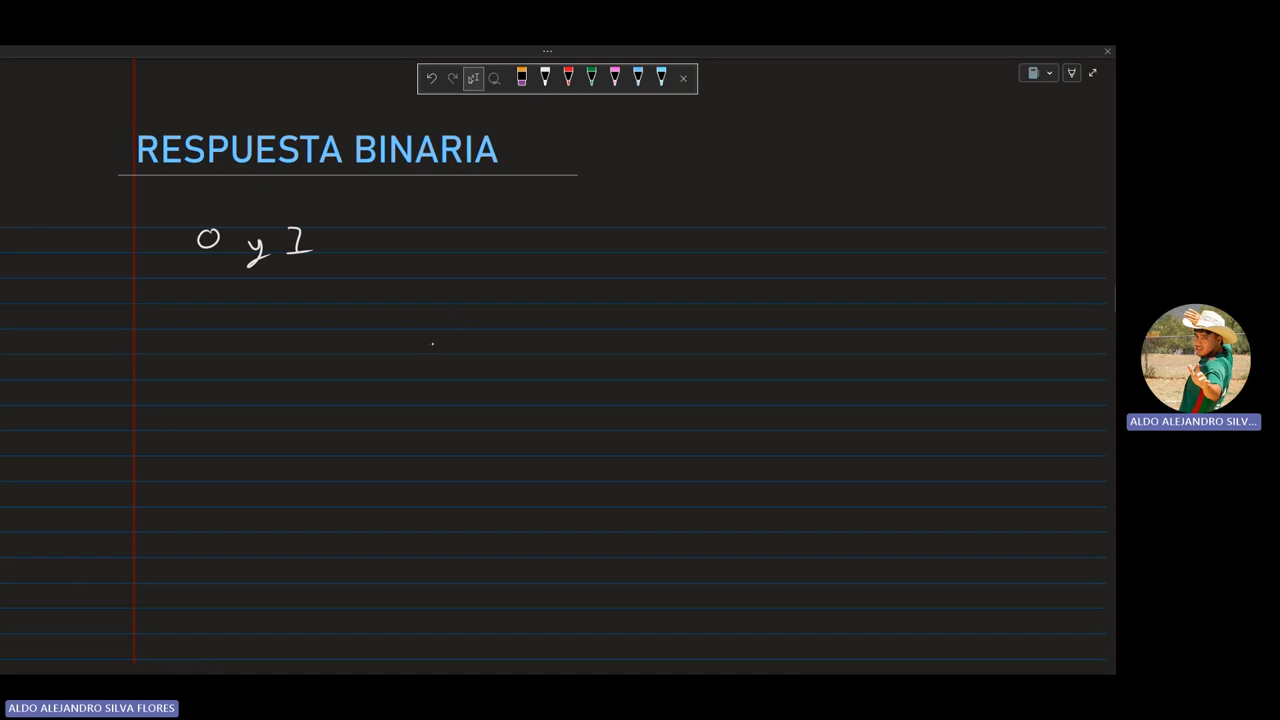 RESPUESTA BINARIA
0 y 1
ALDO ALEJANDRO SILV...
ALDO ALEJANDRO SILVA FLORES